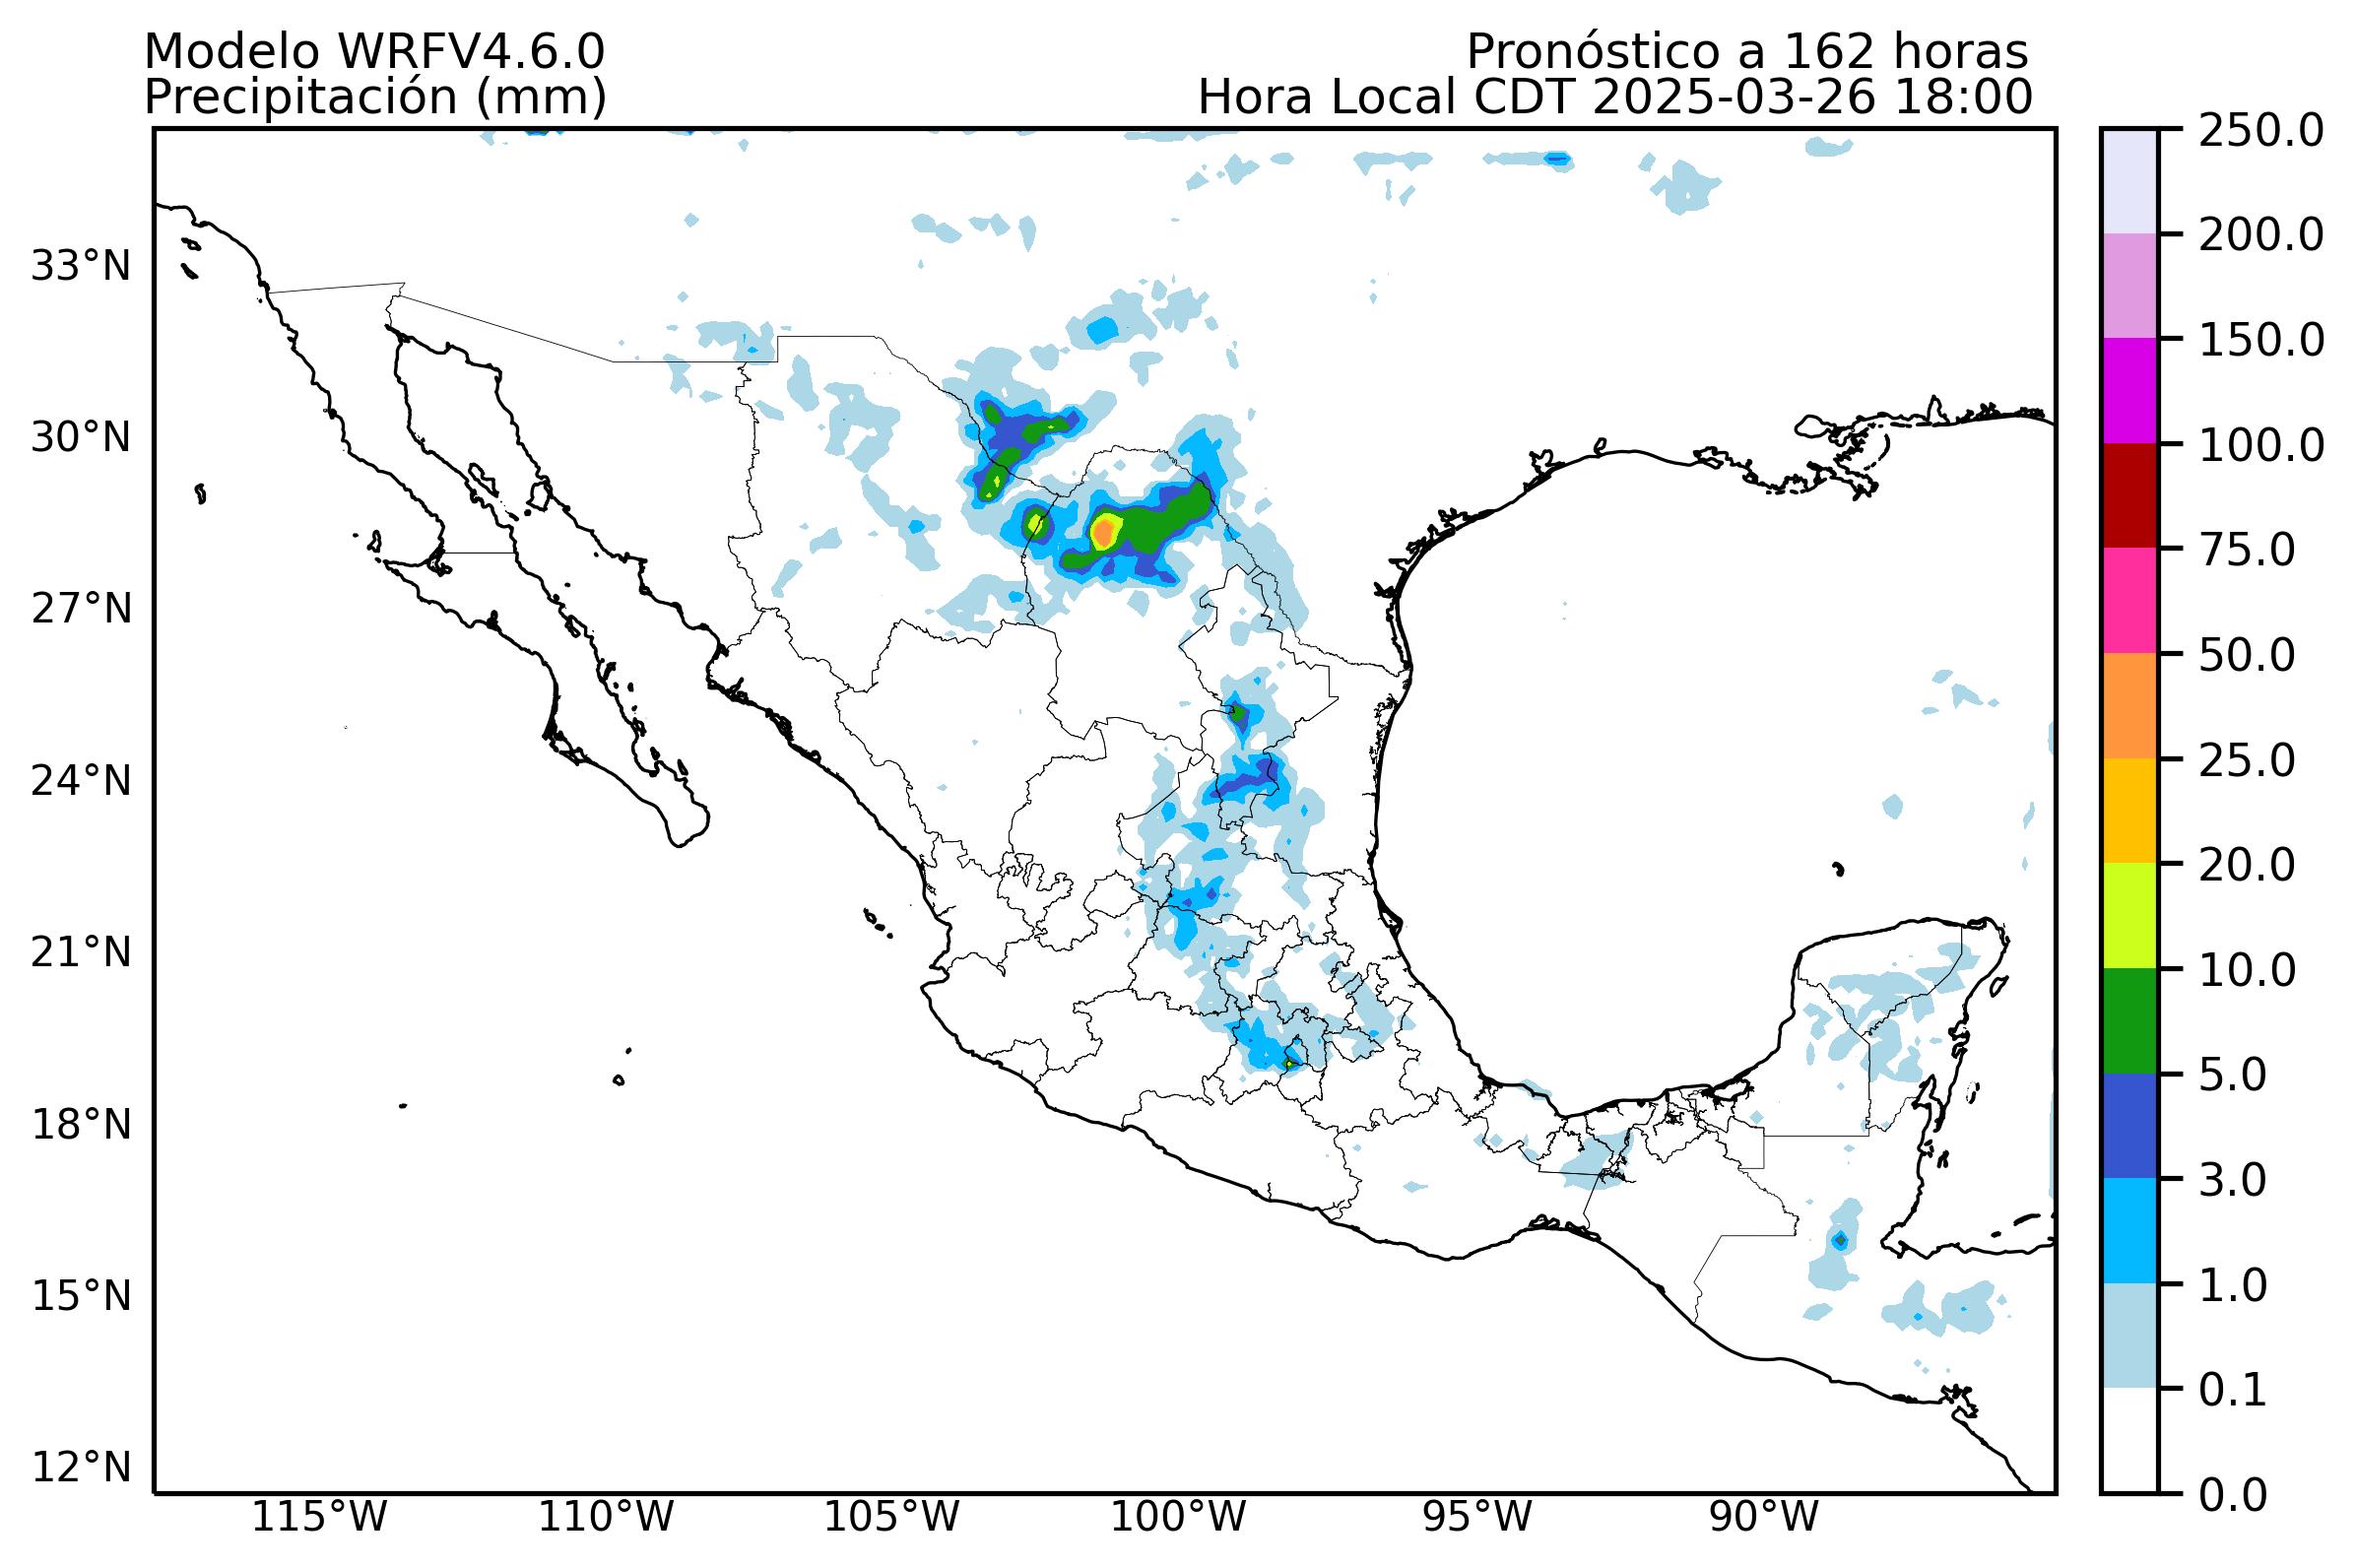 Modelo WRFV4.6.0
Pronóstico a 162 horas
Precipitación (mm)
Hora Local CDT 2025-03-26 18:00
33°N
30°N
27°N
24°N
21°N
18°N
15°N
12°N
115°W
110°W
105°W
100°W
95°W
90°W
250.0
200.0
150.0
100.0
75.0
50.0
25.0
20.0
10.0
5.0
3.0
1.0
0.1
0.0